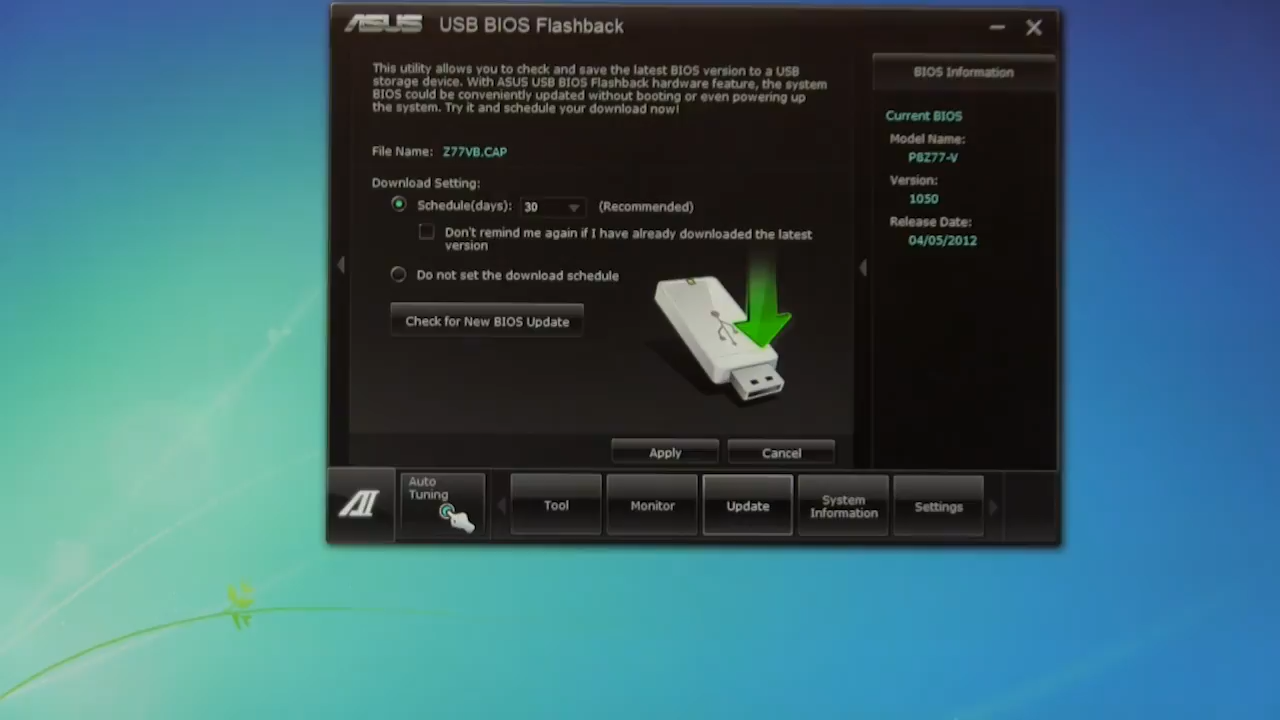 ASUS USB BIOS Flashback
This utility allows you to check and save the latest BIOS version to a USB
storage device. With ASUS USB BIOS Flashback hardware feature, the system
BIOS could be conveniently updated without booting or even powering up
the system. Try it and schedule your download now!
File Name: Z77VB.CAP
Download Setting:
Schedule(days): 30 (Recommended)
Don't remind me again if I have already downloaded the latest
version
Do not set the download schedule
Check for New BIOS Update
Apply Cancel
BIOS Information
Current BIOS
Model Name:
P8Z77-V
Version:
1050
Release Date:
04/05/2012
Auto
Tuning
Tool
Monitor
Update
System
Information
Settings